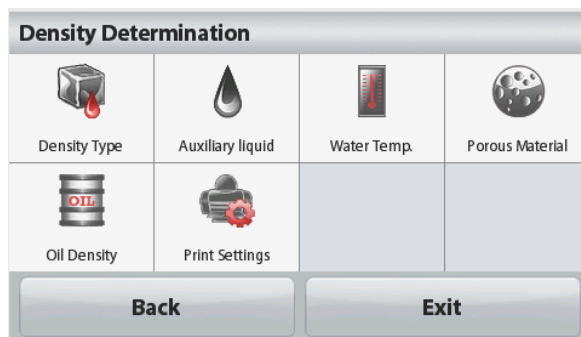 Density Determination
Density Type
Auxiliary liquid
Water Temp.
Porous Material
OIL
Oil Density
Print Settings
Back
Exit